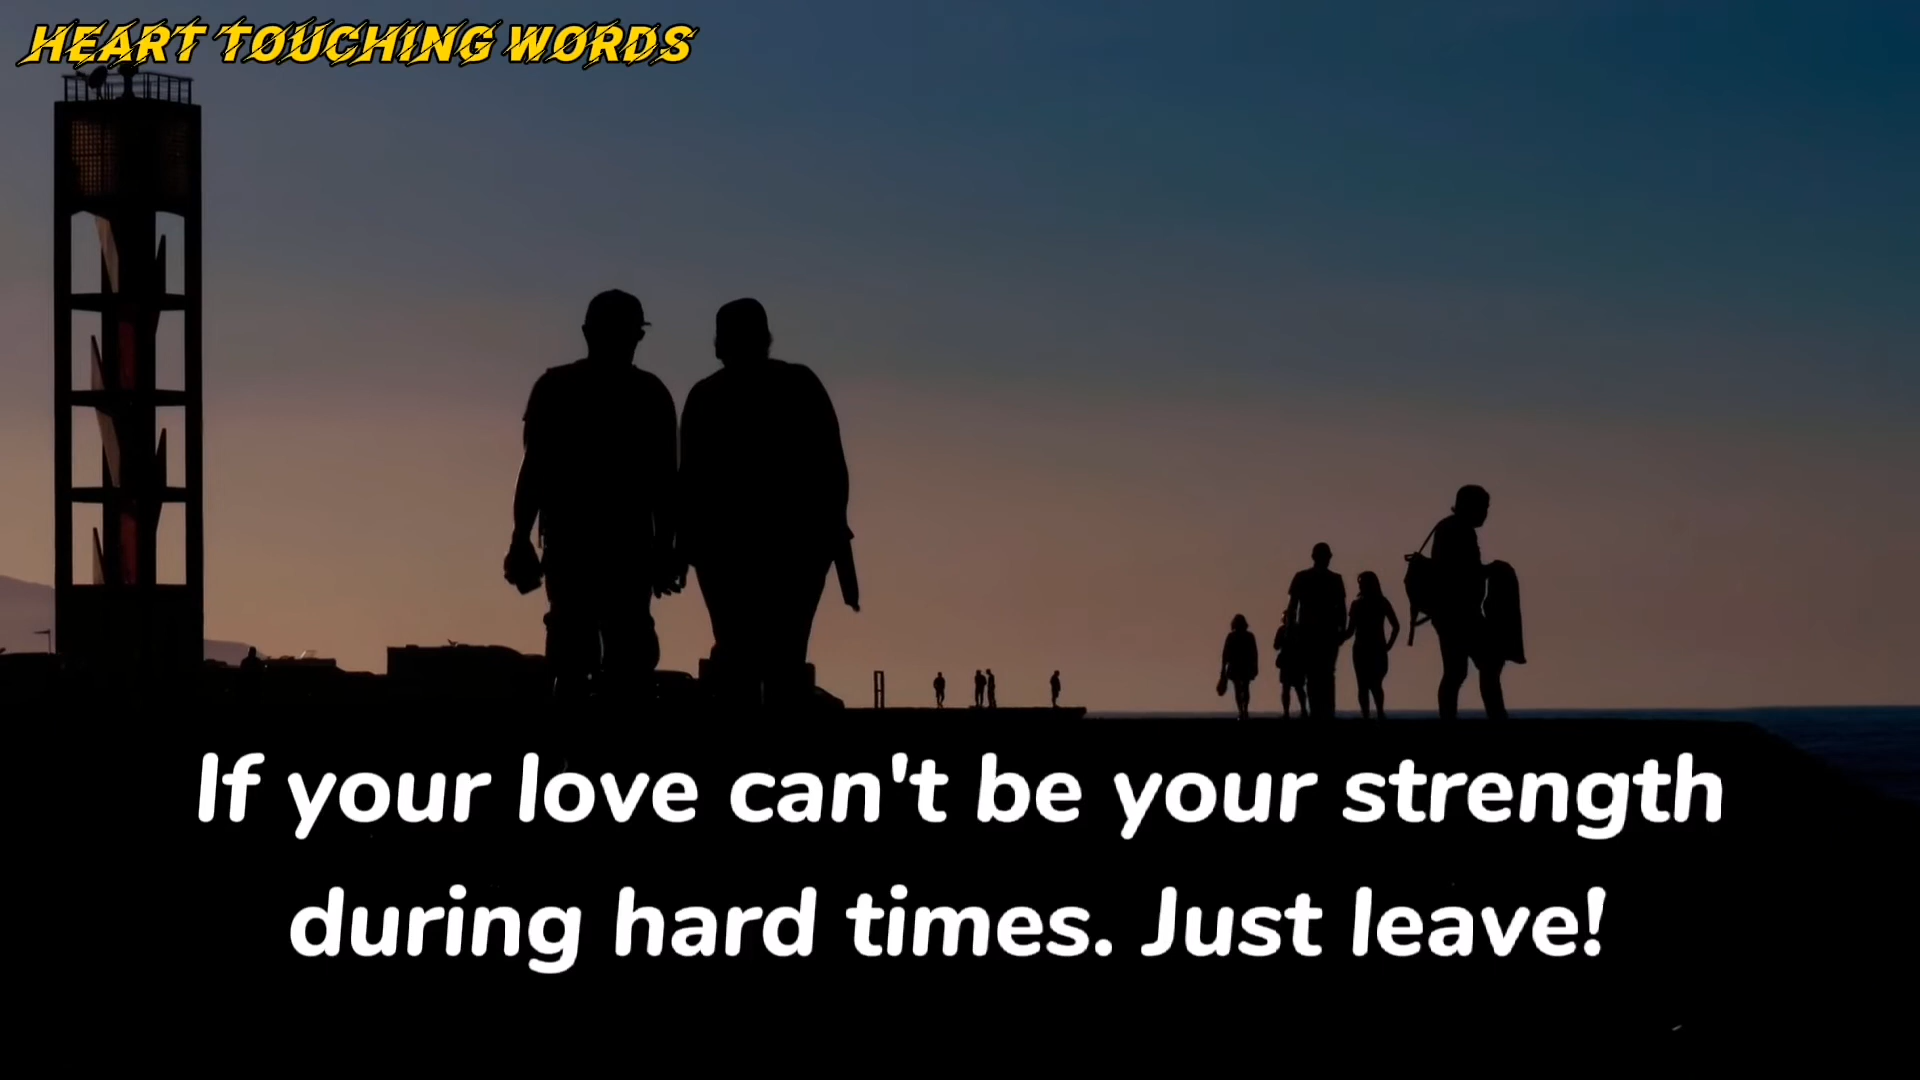 HEART TOUCHING WORDS
If your love can't be your strength
during hard times. Just leave!